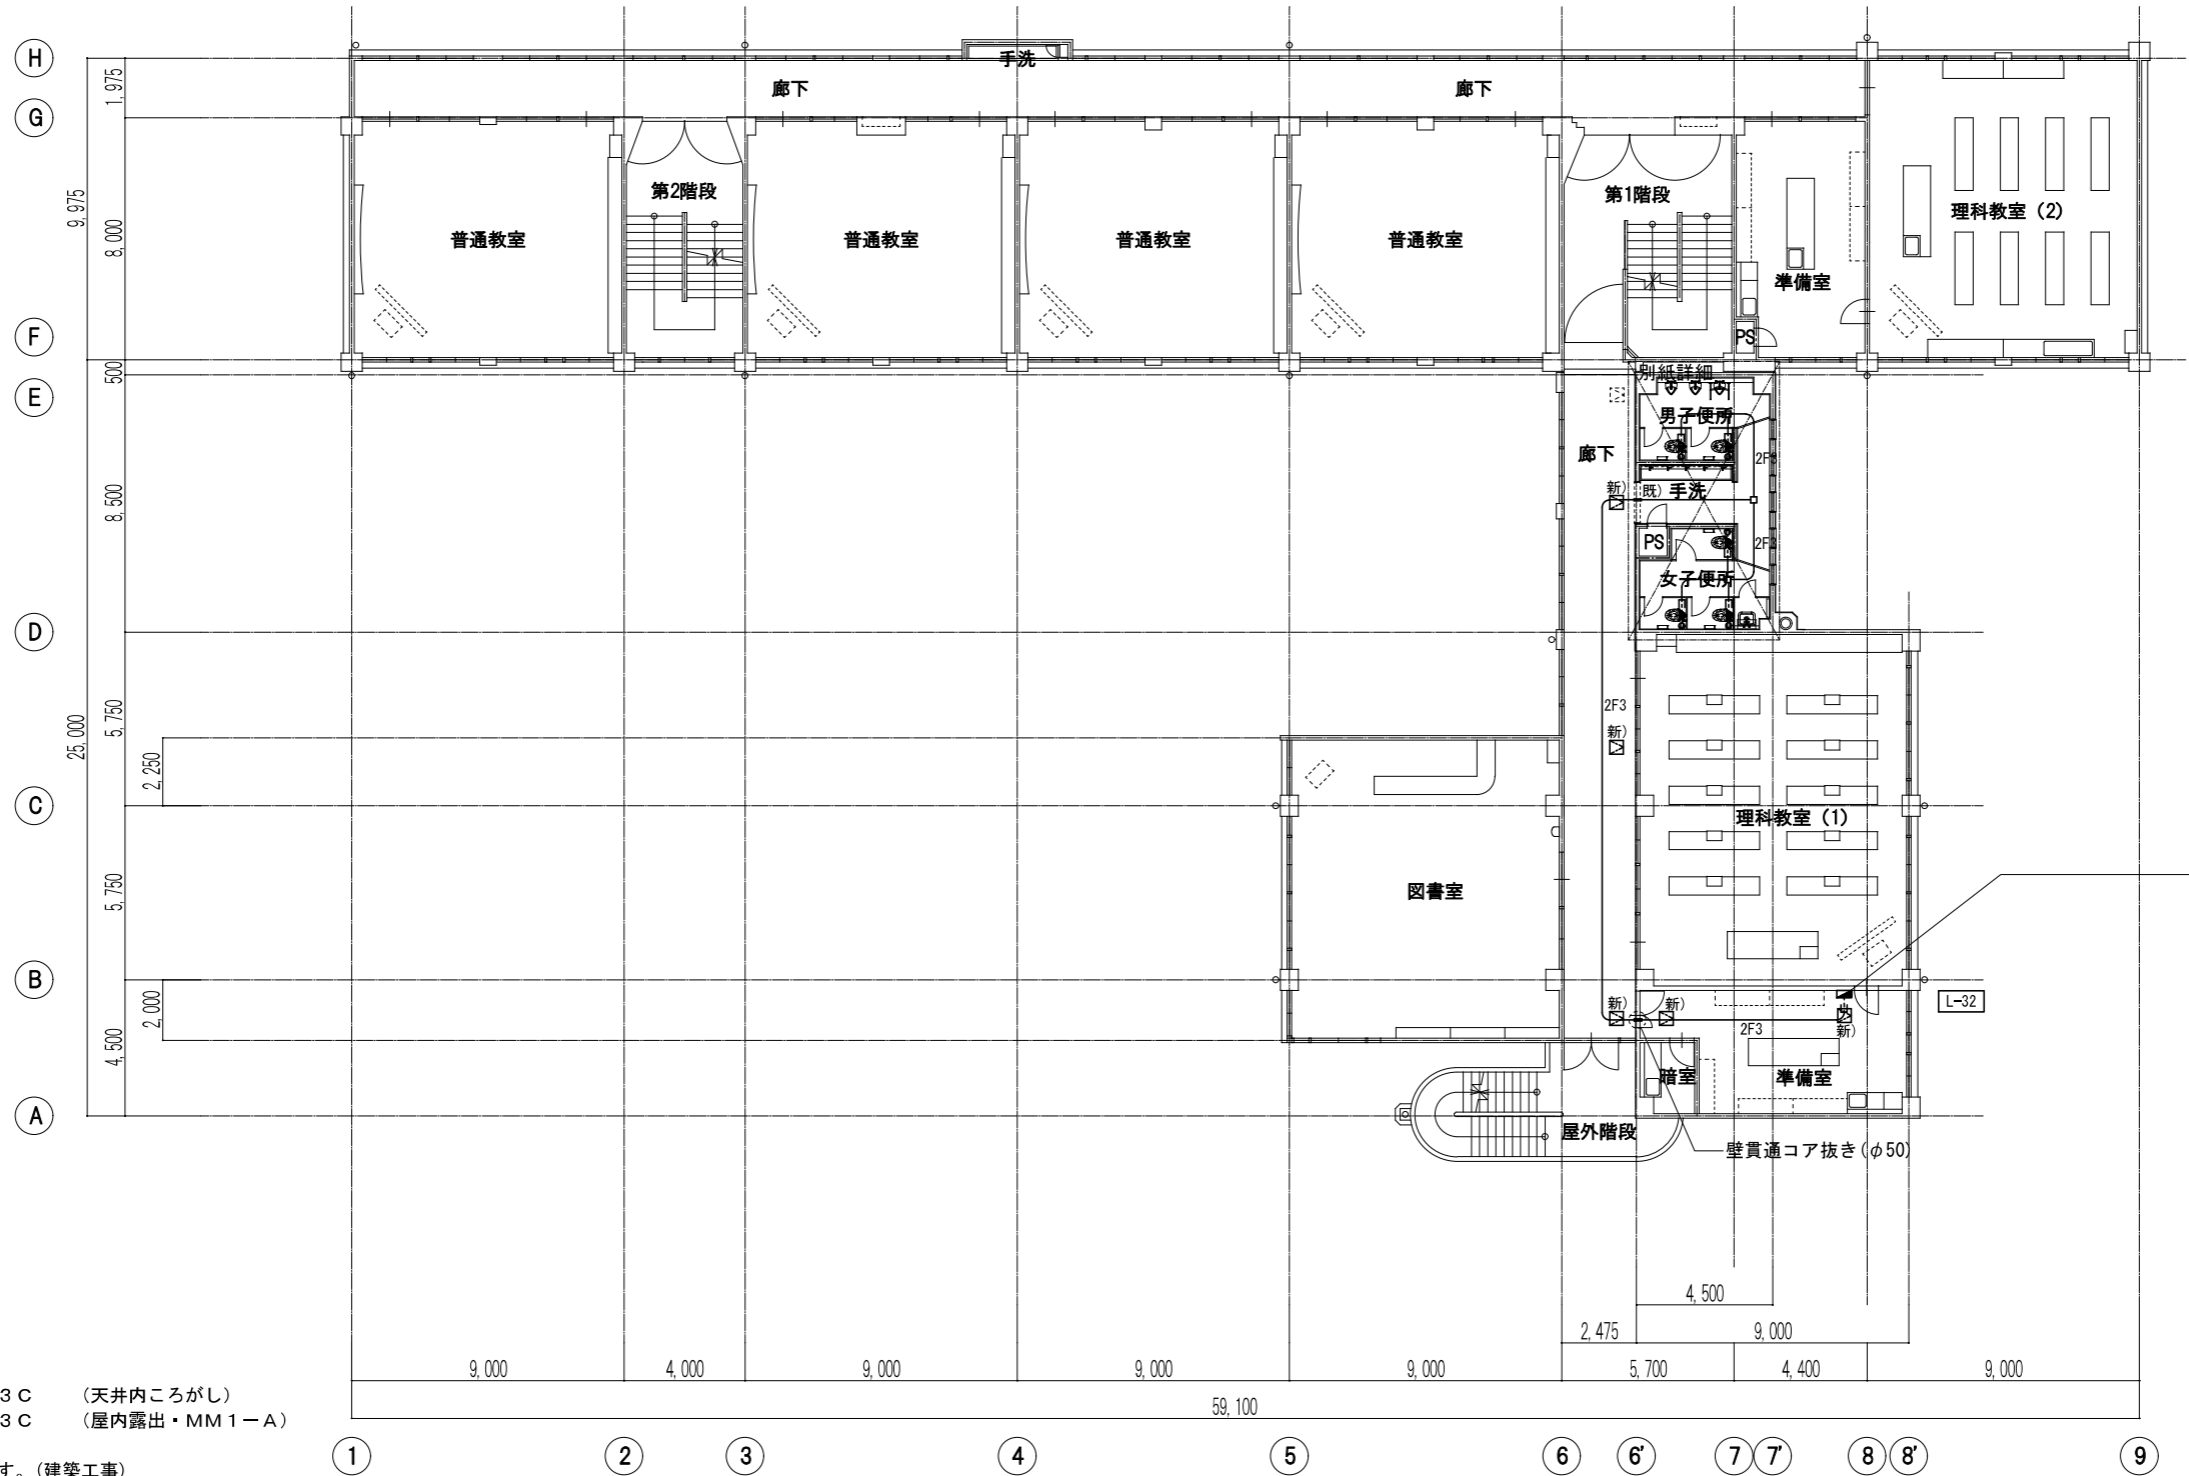 H
G
F
E
D
C
B
A
1,975
9,975
8,000
500
8,500
25,000
5,750
2,250
5,750
2,000
4,500
手洗
廊下
廊下
普通教室
第2階段
普通教室
普通教室
普通教室
第1階段
準備室
PS
理科教室（2）
別紙詳細
男子便所
廊下
2F3
新）
既）
手洗
PS
2F3
女子便所
2F3
新）
理科教室（1）
図書室
新）
新）
2F3
新）
L-32
暗室
準備室
屋外階段
壁貫通コア抜き(φ50)
4,500
2,475
9,000
9,000
4,000
9,000
9,000
9,000
5,700
4,400
9,000
59,100
３Ｃ　（天井内ころがし）
３Ｃ　（屋内露出・ＭＭ１－Ａ）
す。(建築工事)
1
2
3
4
5
6
6'
7
7'
8
8'
9